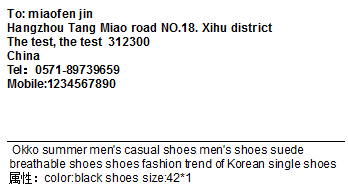 To: miaofen jin
Hangzhou Tang Miao road NO.18. Xihu district
The test, the test  312300
China
Tel：0571-89739659
Mobile:1234567890
Okko summer men's casual shoes men's shoes suede
breathable shoes shoes fashion trend of Korean single shoes
属性：color:black shoes size:42*1